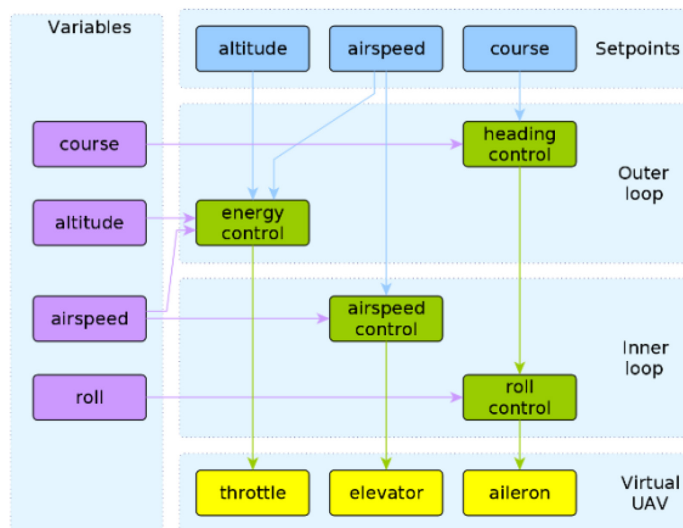 Variables
altitude
airspeed
course
Setpoints
course
heading
control
Outer
loop
altitude
energy
control
airspeed
airspeed
control
Inner
loop
roll
roll
control
throttle
elevator
aileron
Virtual
UAV